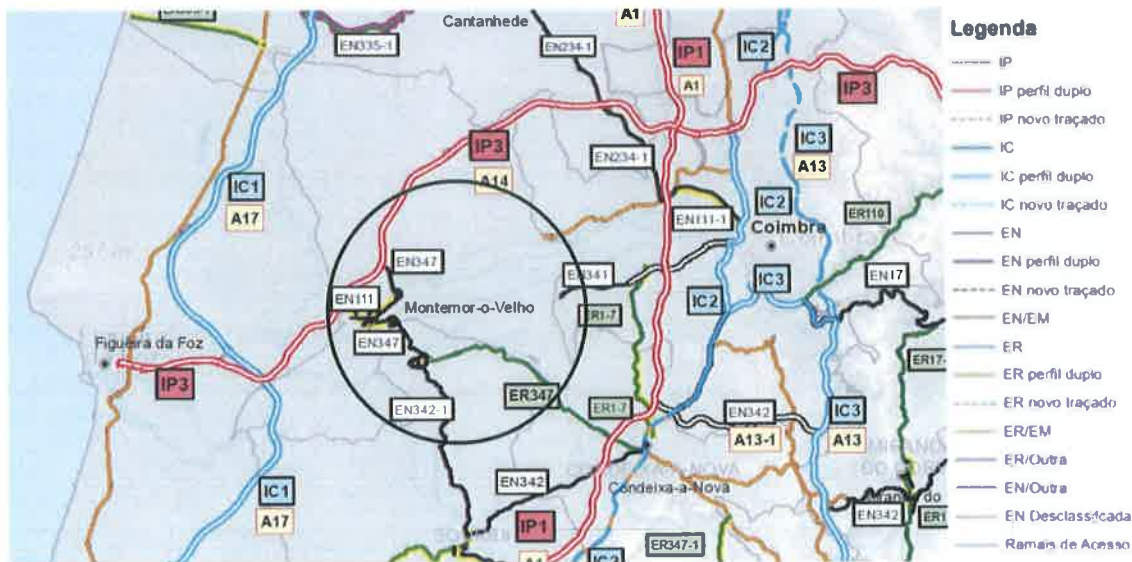 Cantanhede
A1
EN335-1
EN234-1
IP1
IC2
A1
IP3
IP3
EN234-1
IC3
A13
A14
IC1
A17
EN111-1
IC2
Coimbra
ER110
EN347
EN341
IC3
EN17
EN111
Montemor-o-Velho
IC2
ER1-7
Figueira da Foz
EN347
IP3
ER347
ER17-
EN342-1
ER1-7
EN342
IC3
A13-1
A13
IC1
EN342
Condeixa-a-Nova
A17
IP1
EN342
ER1
ER347-1
A1
IC2
Legenda
IP
IP perfil duplo
IP novo traçado
IC
IC perfil duplo
IC novo traçado
EN
EN perfil duplo
EN novo traçado
EN/EM
ER
ER perfil duplo
ER novo traçado
ER/EM
ER/Outra
EN/Outra
EN Desclassificada
Ramais de Acesso